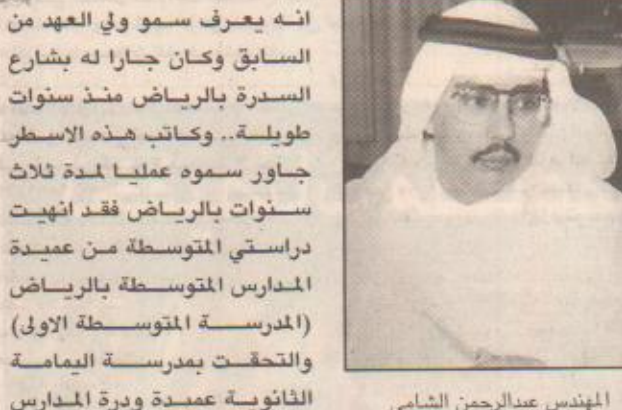 انه يعرف سمو ولي العهد من
السابق وكان جارا له بشارع
السدرة بالرياض منذ سنوات
طويلة.. وكاتب هذه الاسطر
جاور سموه عمليا لمدة ثلاث
سنوات بالرياض فقد انهيت
دراستي المتوسطة من عميدة
المدارس المتوسطة بالرياض
(المدرسة المتوسطة الاولى)
والتحقت بمدرسة اليمامة
الثانوية عميدة ودرة المدارس
المهندس عبدالرحمن الشامي